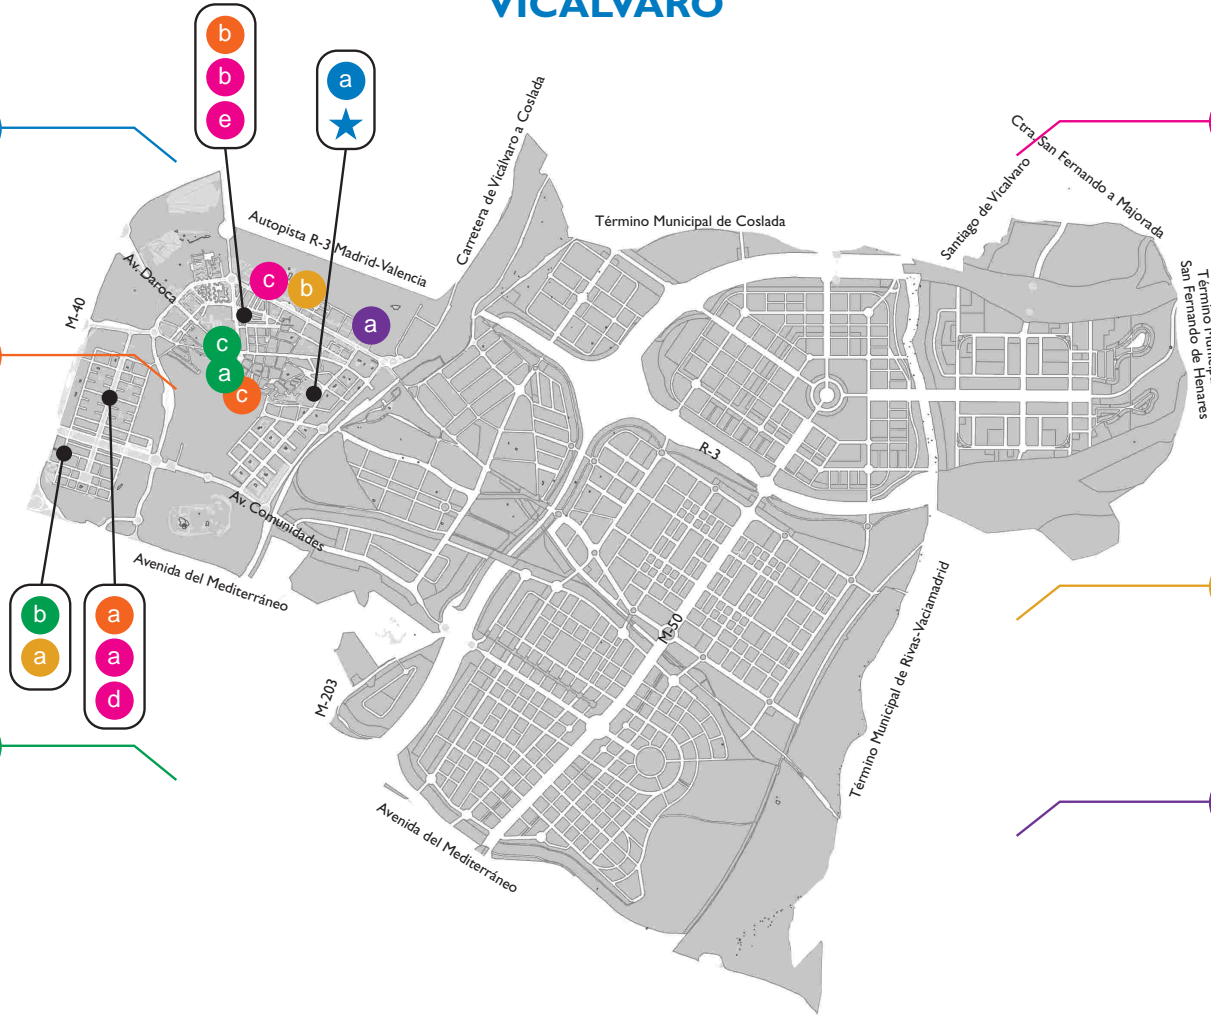 VICÁLVARO
b
b
e
a
Carretera de Vicálvaro a Coslada
Ctra. San Fernando a Majorada
Santiago de Vicalvaro
Término Municipal de Coslada
Autopista R-3 Madrid-Valencia
Av. Daroca
M-40
c
b
a
c
a
c
San Fernando de Henares
R-3
Av. Comunidades
Avenida del Mediterráneo
b
a
a
a
d
M-50
M-203
Término Municipal de Rivas-Vaciamadrid
Avenida del Mediterráneo